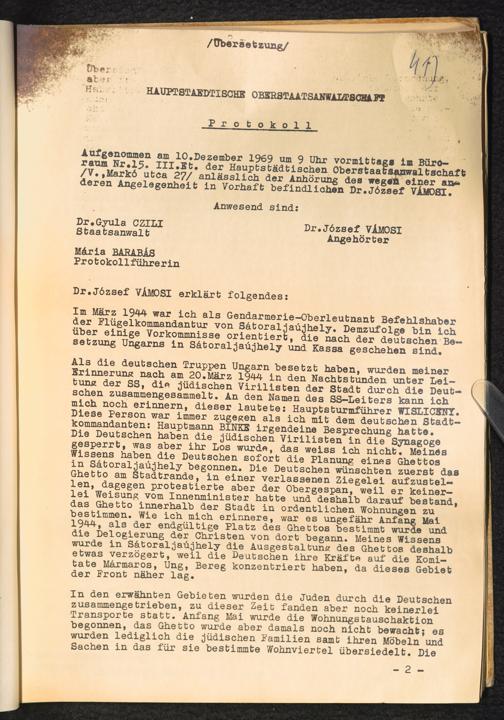 /Übersetzung/
417
HAUPTSTAEDTISCHE OBERSTAATSANWALTSCHAFT
Protokoll
Aufgenommen am 10.Dezember 1969 um 9 Uhr vormittags im Büro-
raum Nr.15. III.Et. der Hauptstädtischen Oberstaatsanwaltschaft
/V.,Markó utca 27/ anlässlich der Anhörung des wegen einer an-
deren Angelegenheit in Vorhaft befindlichen Dr.József VÁMOSI.
Anwesend sind:
Dr.Gyula CZILI
Staatsanwalt
Dr.József VÁMOSI
Angehörter
Mária BARABÁS
Protokollführerin
Dr.József VÁMOSI erklärt folgendes:
Im März 1944 war ich als Gendarmerie-Oberleutnant Befehlshaber
der Flügelkommandantur von Sátoraljaújhely. Demzufolge bin ich
über einige Vorkommnisse orientiert, die nach der deutschen Be-
setzung Ungarns in Sátoraljaújhely und Kassa geschehen sind.
Als die deutschen Truppen Ungarn besetzt haben, wurden meiner
Erinnerung nach am 20.März 1944 in den Nachtstunden unter Lei-
tung der SS, die jüdischen Virilisten der Stadt durch die Deut-
schen zusammengesammelt. An den Namen des SS-Leiters kann ich
mich noch erinnern, dieser lautete: Hauptsturmführer WISLICENY.
Diese Person war immer zugegen als ich mit dem deutschen Stadt-
kommandanten: Hauptmann BINKE irgendeine Besprechung hatte.
Die Deutschen haben die jüdischen Virilisten in die Synagoge
gesperrt, was aber ihr Los wurde, das weiss ich nicht. Meines
Wissens haben die Deutschen sofort die Planung eines Ghettos
in Sátoraljaújhely begonnen. Die Deutschen wünschten zuerst das
Ghetto am Stadtrande, in einer verlassenen Ziegelei aufzustel-
len, dagegen protestierte aber der Obergespan, weil er keiner-
lei Weisung vom Innenminister hatte und deshalb darauf bestand,
das Ghetto innerhalb der Stadt in ordentlichen Wohnungen zu
bestimmen. Wie ich mich erinnere, war es ungefähr Anfang Mai
1944, als der endgültige Platz des Ghettos bestimmt wurde und
die Delogierung der Christen von dort begann. Meines Wissens
wurde in Sátoraljaújhely die Ausgestaltung des Ghettos deshalb
etwas verzögert, weil die Deutschen ihre Kräfte auf die Komi-
tate Mármaros, Ung, Bereg konzentriert haben, da dieses Gebiet
der Front näher lag.
In den erwähnten Gebieten wurden die Juden durch die Deutschen
zusammengetrieben, zu dieser Zeit fanden aber noch keinerlei
Transporte statt. Anfang Mai wurde die Wohnungstauschaktion
begonnen, das Ghetto wurde aber damals noch nicht bewacht; es
wurden lediglich die jüdischen Familien samt ihren Möbeln und
Sachen in das für sie bestimmte Wohnviertel übersiedelt. Die
- 2 -